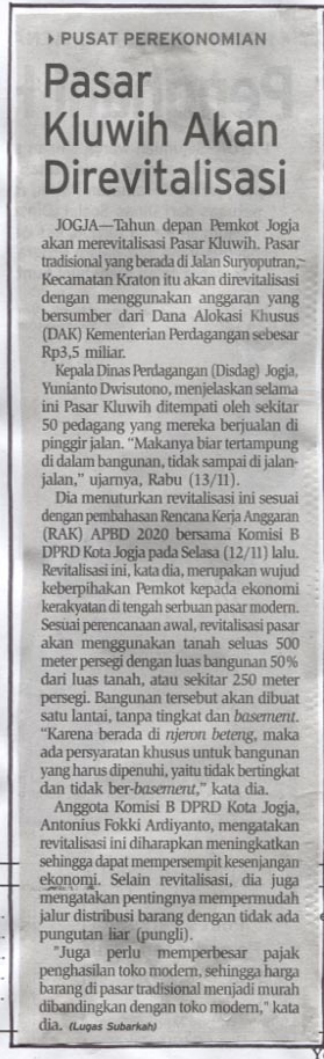 ▸ PUSAT PEREKONOMIAN
Pasar
Kluwih Akan
Direvitalisasi
JOGJA—Tahun depan Pemkot Jogja
akan merevitalisasi Pasar Kluwih. Pasar
tradisional yang berada di Jalan Suryoputran,
Kecamatan Kraton itu akan direvitalisasi
dengan menggunakan anggaran yang
bersumber dari Dana Alokasi Khusus
(DAK) Kementerian Perdagangan sebesar
Rp3,5 miliar.
Kepala Dinas Perdagangan (Disdag) Jogja,
Yunianto Dwisutono, menjelaskan selama
ini Pasar Kluwih ditempati oleh sekitar
50 pedagang yang mereka berjualan di
pinggir jalan. “Makanya biar tertampung
di dalam bangunan, tidak sampai di jalan-
jalan,” ujarnya, Rabu (13/11).
Dia menuturkan revitalisasi ini sesuai
dengan pembahasan Rencana Kerja Anggaran
(RAK) APBD 2020 bersama Komisi B
DPRD Kota Jogja pada Selasa (12/11) lalu.
Revitalisasi ini, kata dia, merupakan wujud
keberpihakan Pemkot kepada ekonomi
kerakyatan di tengah serbuan pasar modern.
Sesuai perencanaan awal, revitalisasi pasar
akan menggunakan tanah seluas 500
meter persegi dengan luas bangunan 50%
dari luas tanah, atau sekitar 250 meter
persegi. Bangunan tersebut akan dibuat
satu lantai, tanpa tingkat dan basement.
“Karena berada di njeron beteng, maka
ada persyaratan khusus untuk bangunan
yang harus dipenuhi, yaitu tidak bertingkat
dan tidak ber-basement,” kata dia.
Anggota Komisi B DPRD Kota Jogja,
Antonius Fokki Ardiyanto, mengatakan
revitalisasi ini diharapkan meningkatkan
sehingga dapat mempersempit kesenjangan
ekonomi. Selain revitalisasi, dia juga
mengatakan pentingnya mempermudah
jalur distribusi barang dengan tidak ada
pungutan liar (pungli).
"Juga perlu memperbesar pajak
penghasilan toko modern, sehingga harga
barang di pasar tradisional menjadi murah
dibandingkan dengan toko modern," kata
dia. (Lugas Subarkah)